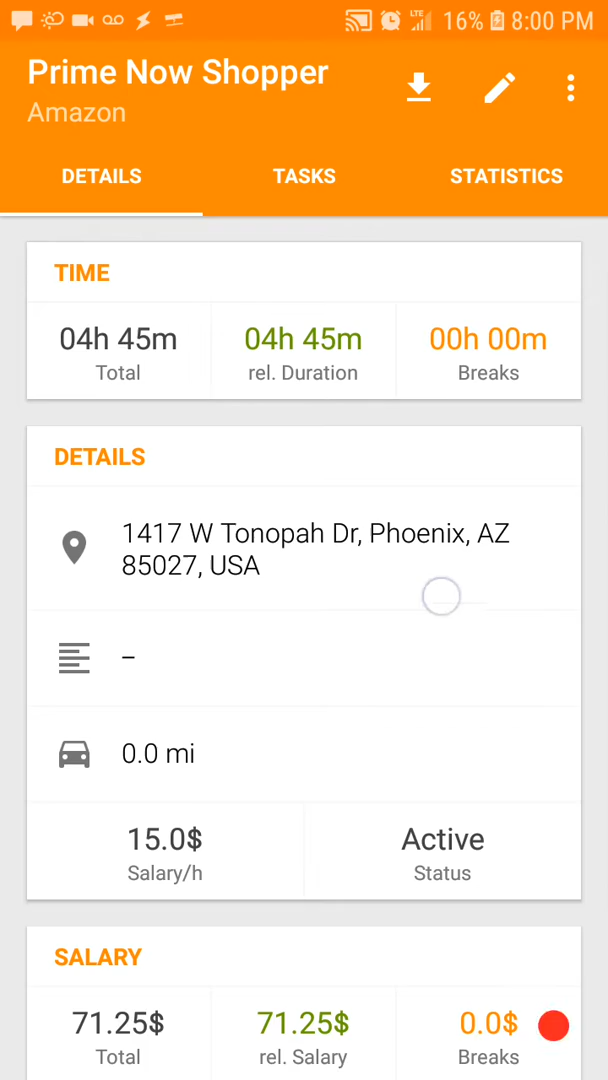 LTE 16% 8:00 PM
Prime Now Shopper
Amazon
DETAILS TASKS STATISTICS
TIME
04h 45m 04h 45m 00h 00m
Total rel. Duration Breaks
DETAILS
1417 W Tonopah Dr, Phoenix, AZ
85027, USA
–
0.0 mi
15.0$ Active
Salary/h Status
SALARY
71.25$ 71.25$ 0.0$
Total rel. Salary Breaks